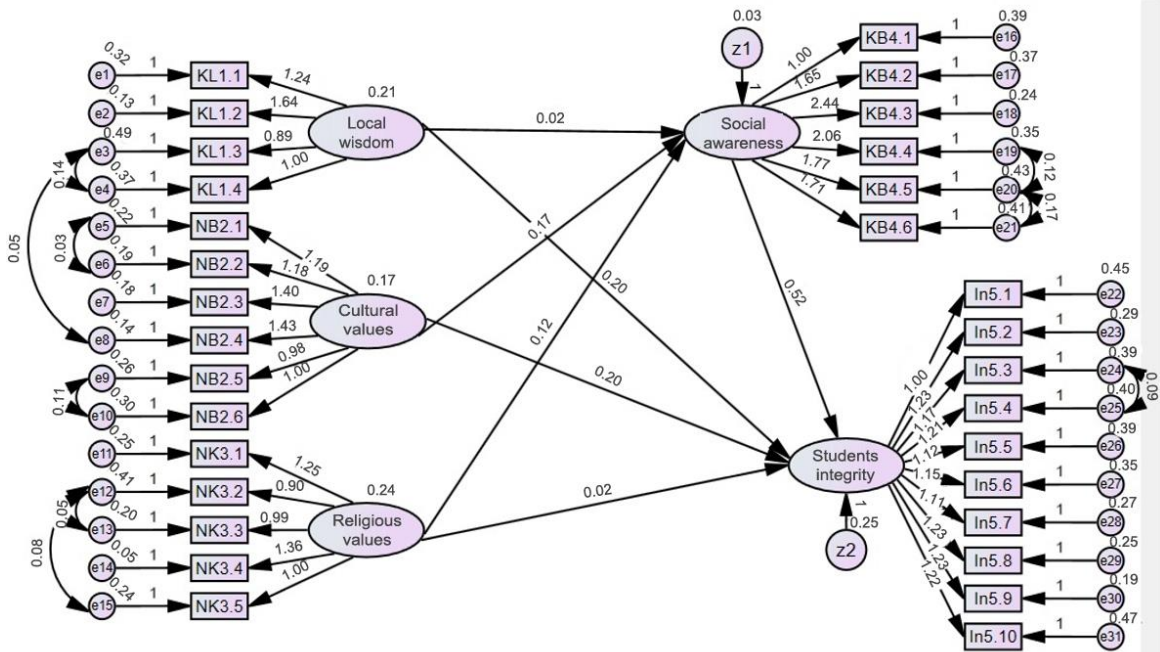 0.32
e1
1
KL1.1
1.24
0.13
e2
1
KL1.2
1.64
0.49
e3
1
KL1.3
0.89
0.37
e4
1
KL1.4
1.00
0.14
0.21
Local
wisdom
0.22
e5
1
NB2.1
1.19
0.19
e6
1
NB2.2
1.18
0.18
e7
1
NB2.3
1.40
0.14
e8
1
NB2.4
1.43
0.26
e9
1
NB2.5
0.98
0.30
e10
1
NB2.6
1.00
0.05
0.03
0.11
0.17
Cultural
values
0.25
e11
1
NK3.1
1.25
0.41
e12
1
NK3.2
0.90
0.20
e13
1
NK3.3
0.99
0.05
e14
1
NK3.4
1.36
0.24
e15
1
NK3.5
1.00
0.05
0.08
0.24
Religious
values
0.02
0.17
0.20
0.12
0.20
0.02
0.52
0.03
z1
1
Social
awareness
1.00
KB4.1
1
0.39
e16
1.65
KB4.2
1
0.37
e17
2.44
KB4.3
1
0.24
e18
2.06
KB4.4
1
0.35
e19
1.77
KB4.5
1
0.43
e20
1.71
KB4.6
1
0.41
e21
0.12
0.17
Students
integrity
1
0.25
z2
1.00
In5.1
1
0.45
e22
1.23
In5.2
1
0.29
e23
1.17
In5.3
1
0.39
e24
1.21
In5.4
1
0.40
e25
0.09
1.12
In5.5
1
0.39
e26
1.15
In5.6
1
0.35
e27
1.11
In5.7
1
0.27
e28
1.23
In5.8
1
0.25
e29
1.23
In5.9
1
0.19
e30
1.22
In5.10
1
0.47
e31